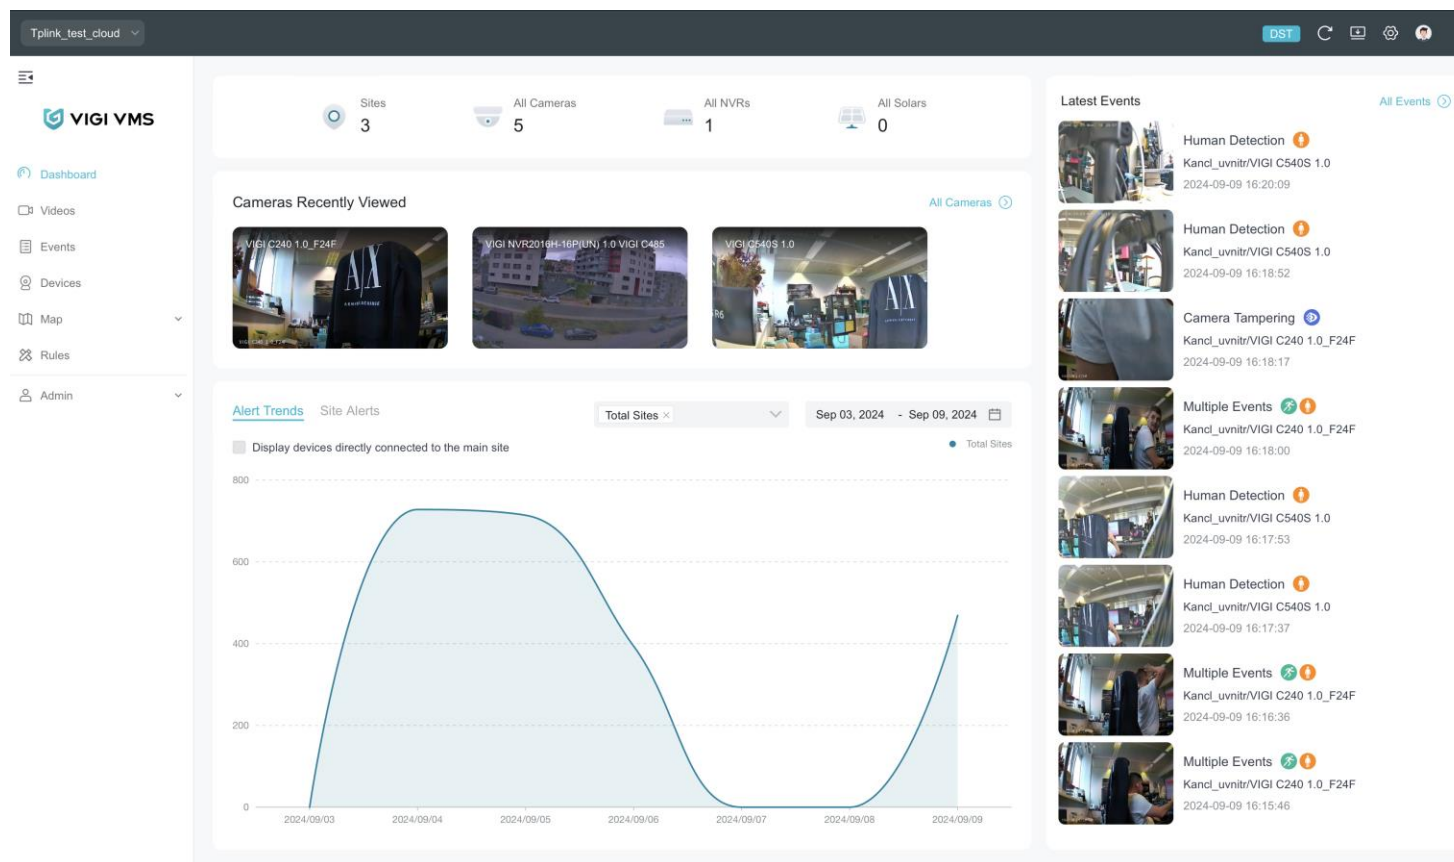 Tplink_test_cloud
DST
VIGI VMS
Dashboard
Videos
Events
Devices
Map
Rules
Admin
Sites
3
All Cameras
5
All NVRs
1
All Solars
0
Cameras Recently Viewed
All Cameras
VIGI C240 1.0_F24F
A|X
VIGI NVR2016H-16P(UN) 1.0 VIGI C485
VIGI C540S 1.0
A|X
Alert Trends
Site Alerts
Total Sites ×
Sep 03, 2024 - Sep 09, 2024
Display devices directly connected to the main site
Total Sites
800
600
400
200
0
2024/09/03
2024/09/04
2024/09/05
2024/09/06
2024/09/07
2024/09/08
2024/09/09
Latest Events
All Events
Human Detection
Kancl_uvnitr/VIGI C540S 1.0
2024-09-09 16:20:09
Human Detection
Kancl_uvnitr/VIGI C540S 1.0
2024-09-09 16:18:52
Camera Tampering
Kancl_uvnitr/VIGI C240 1.0_F24F
2024-09-09 16:18:17
Multiple Events
Kancl_uvnitr/VIGI C240 1.0_F24F
2024-09-09 16:18:00
Human Detection
Kancl_uvnitr/VIGI C540S 1.0
2024-09-09 16:17:53
Human Detection
Kancl_uvnitr/VIGI C540S 1.0
2024-09-09 16:17:37
Multiple Events
Kancl_uvnitr/VIGI C240 1.0_F24F
2024-09-09 16:16:36
Multiple Events
Kancl_uvnitr/VIGI C240 1.0_F24F
2024-09-09 16:15:46